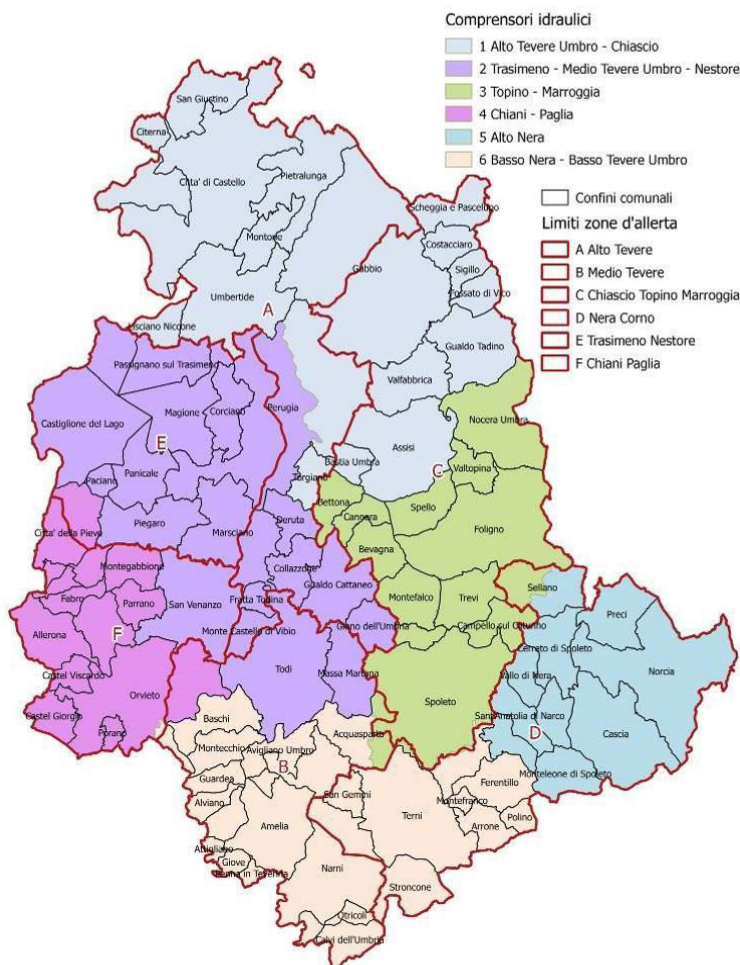 Comprensori idraulici
1 Alto Tevere Umbro - Chiascio
2 Trasimeno - Medio Tevere Umbro - Nestore
3 Topino - Marroggia
4 Chiani - Paglia
5 Alto Nera
6 Basso Nera - Basso Tevere Umbro
Confini comunali
Limiti zone d'allerta
A Alto Tevere
B Medio Tevere
C Chiascio Topino Marroggia
D Nera Corno
E Trasimeno Nestore
F Chiani Paglia
San Giustino
Citerna
Citta' di Castello
Pietralunga
Montone
Scheggia e Pascelupo
Costacciaro
Gubbio
Sigillo
Fossato di Vico
Umbertide
A
Lisciano Niccone
Gualdo Tadino
Passignano sul Trasimeno
Valfabbrica
Perugia
Castiglione del Lago
Magione
Corciano
Nocera Umbra
E
Assisi
Bastia Umbra
C
Valtopina
Panicale
Paciano
Torgiano
Bettona
Spello
Cannara
Deruta
Foligno
Citta' della Pieve
Piegaro
Marsciano
Bevagna
Montegabbione
Collazzone
Gualdo Cattaneo
Sellano
Fabro
Parrano
San Venanzo
Fratta Todina
Montefalco
Trevi
Preci
Allerona
F
Monte Castello di Vibio
Giano dell'Umbria
Campello sul Clitunno
Cerreto di Spoleto
Norcia
Castel Viscardo
Todi
Massa Martana
Vallo di Nera
Orvieto
Spoleto
Castel Giorgio
Porano
Baschi
Sant'Anatolia di Narco
Cascia
D
Montecchio
Avigliano Umbro
Acquasparta
B
Monteleone di Spoleto
Guardea
San Gemini
Ferentillo
Alviano
Montefranco
Terni
Polino
Amelia
Arrone
Attigliano
Giove
Penna in Teverina
Narni
Stroncone
Otricoli
Calvi dell'Umbria